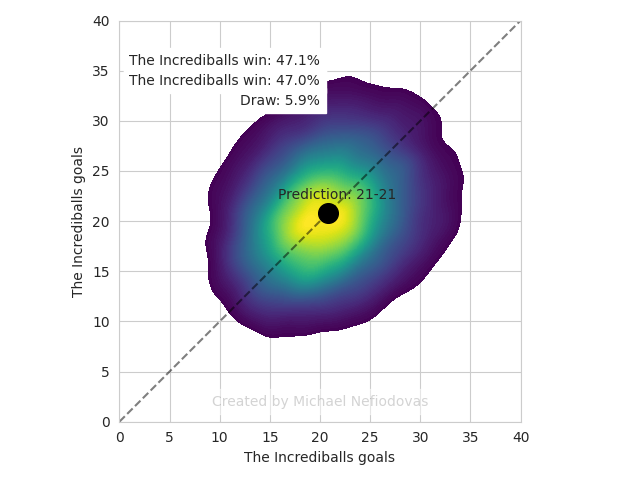 The Incrediballs win: 47.1%
The Incrediballs win: 47.0%
Draw: 5.9%
Prediction: 21-21
Created by Michael Nefiodovas
The Incrediballs goals
40
35
30
25
20
15
10
5
0
0 5 10 15 20 25 30 35 40
The Incrediballs goals